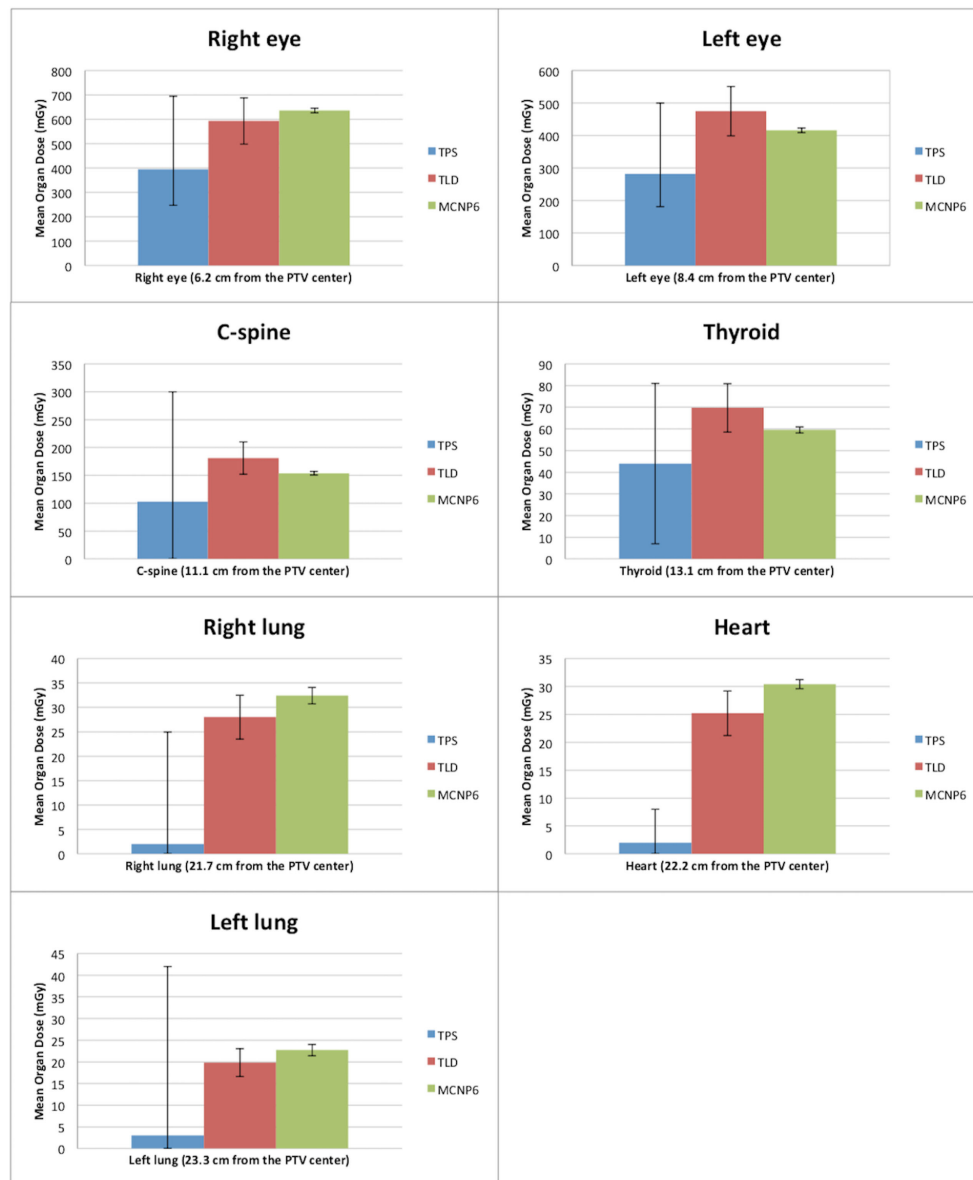 Right eye
Mean Organ Dose (mGy)
800
700
600
500
400
300
200
100
0
TPS
TLD
MCNP6
Right eye (6.2 cm from the PTV center)
Left eye
Mean Organ Dose (mGy)
600
500
400
300
200
100
0
TPS
TLD
MCNP6
Left eye (8.4 cm from the PTV center)
C-spine
Mean Organ Dose (mGy)
350
300
250
200
150
100
50
0
TPS
TLD
MCNP6
C-spine (11.1 cm from the PTV center)
Thyroid
Mean Organ Dose (mGy)
90
80
70
60
50
40
30
20
10
0
TPS
TLD
MCNP6
Thyroid (13.1 cm from the PTV center)
Right lung
Mean Organ Dose (mGy)
40
35
30
25
20
15
10
5
0
TPS
TLD
MCNP6
Right lung (21.7 cm from the PTV center)
Heart
Mean Organ Dose (mGy)
35
30
25
20
15
10
5
0
TPS
TLD
MCNP6
Heart (22.2 cm from the PTV center)
Left lung
Mean Organ Dose (mGy)
45
40
35
30
25
20
15
10
5
0
TPS
TLD
MCNP6
Left lung (23.3 cm from the PTV center)